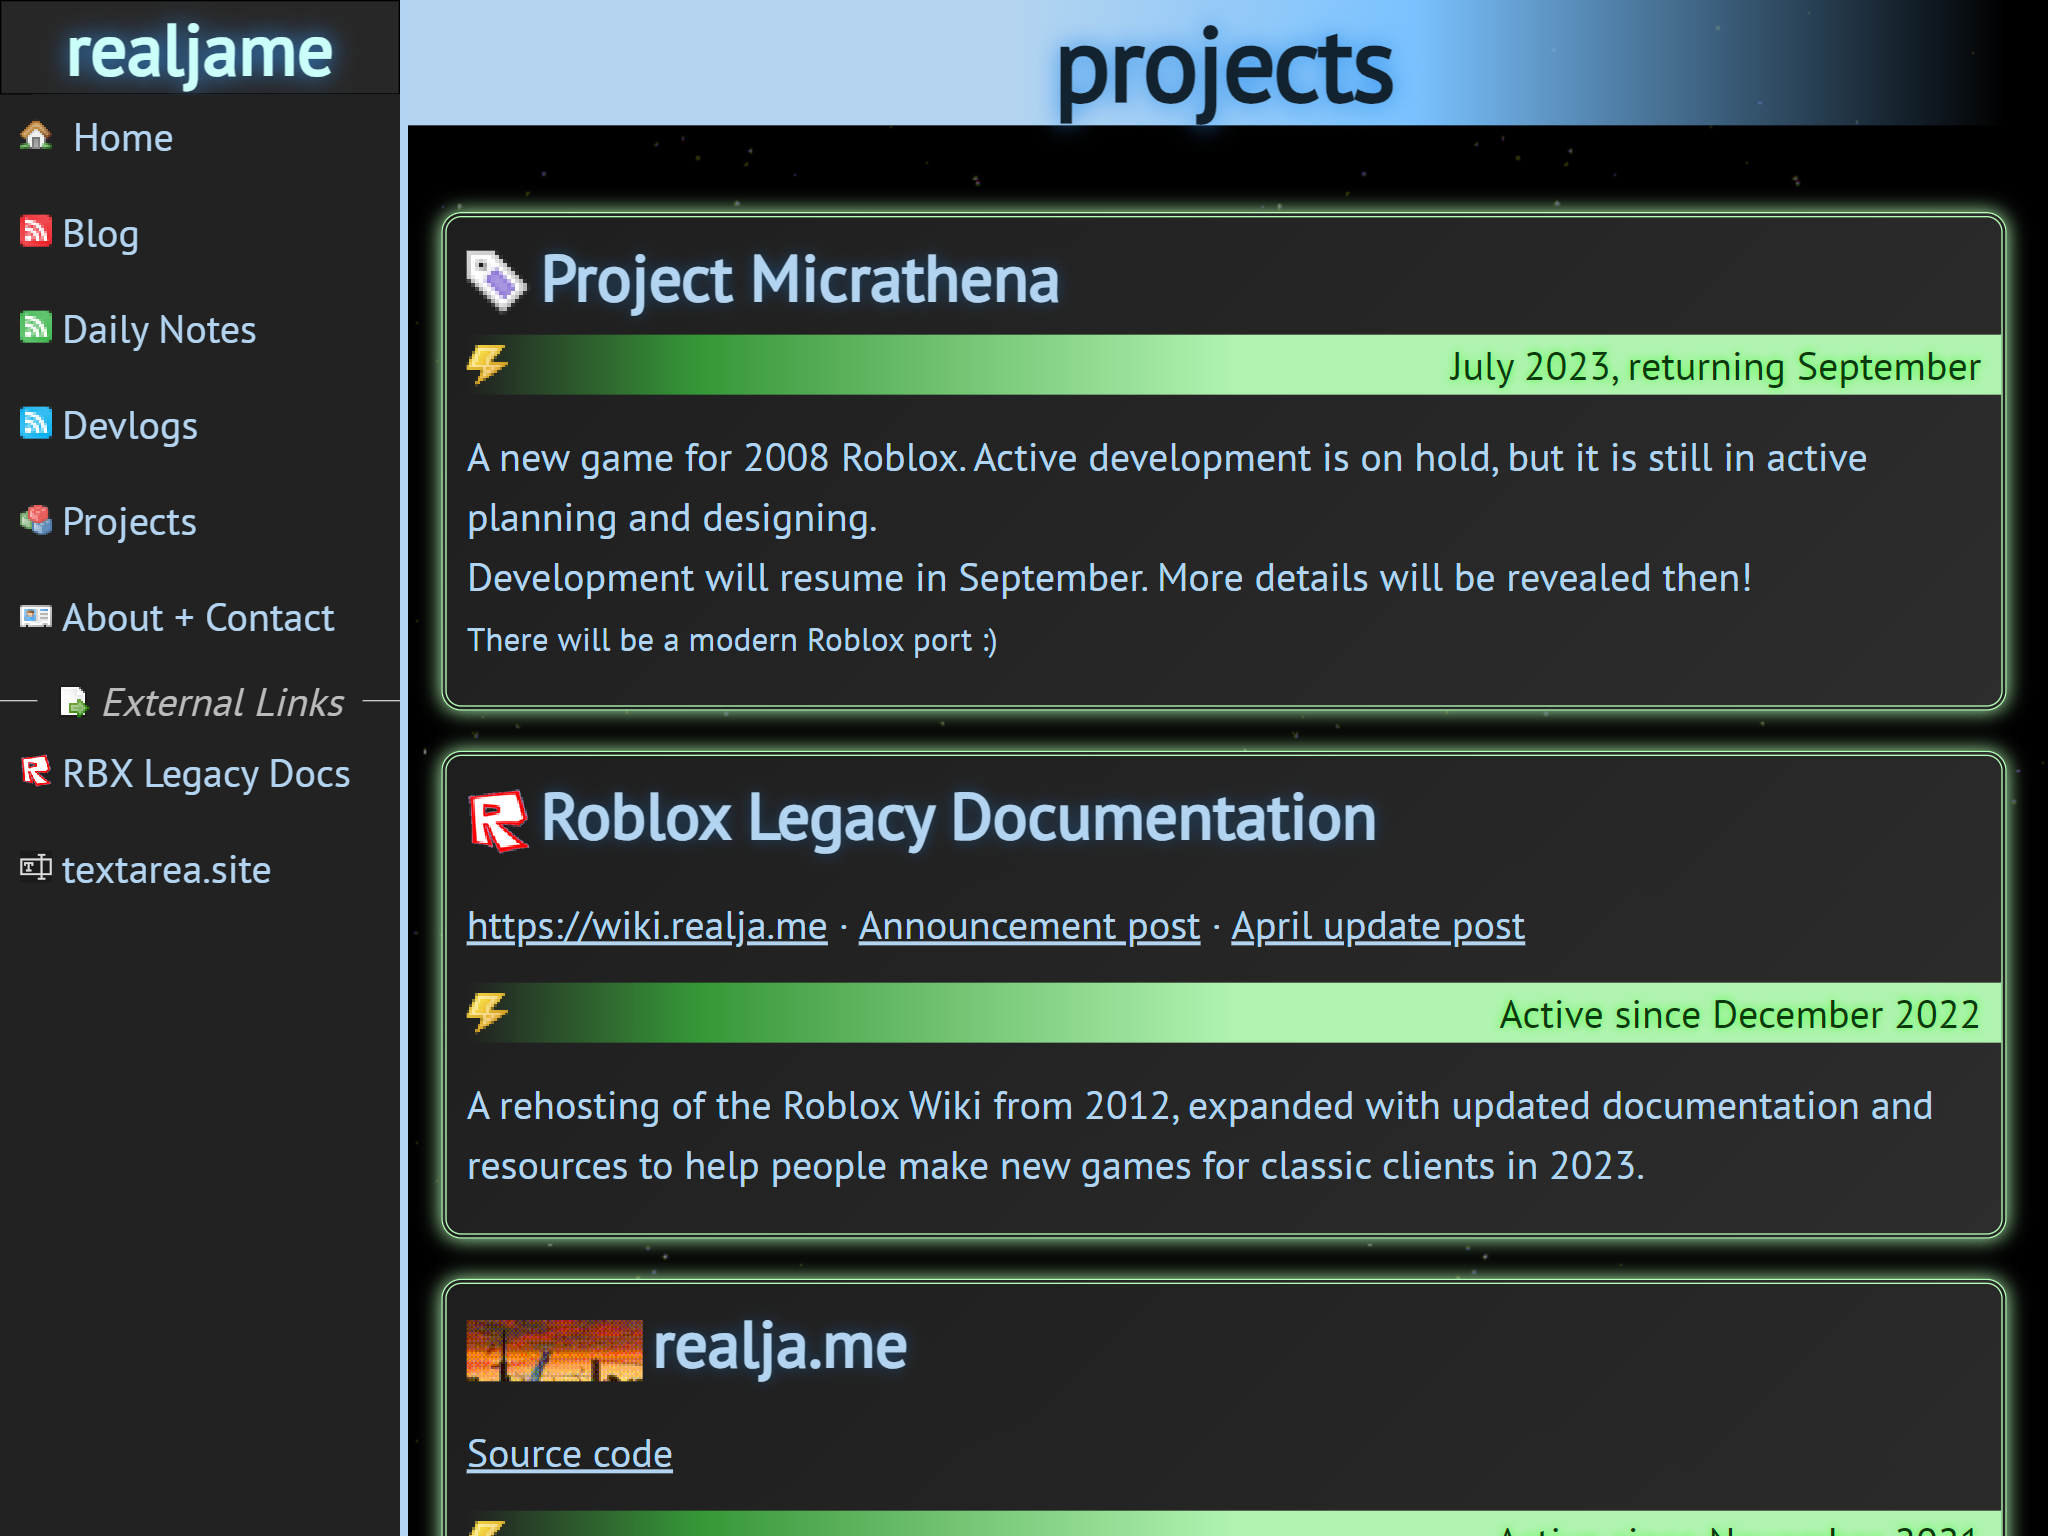 realjame
Home
Blog
Daily Notes
Devlogs
Projects
About + Contact
External Links
RBX Legacy Docs
textarea.site
projects
Project Micrathena
July 2023, returning September
A new game for 2008 Roblox. Active development is on hold, but it is still in active
planning and designing.
Development will resume in September. More details will be revealed then!
There will be a modern Roblox port :)
Roblox Legacy Documentation
https://wiki.realja.me · Announcement post · April update post
Active since December 2022
A rehosting of the Roblox Wiki from 2012, expanded with updated documentation and
resources to help people make new games for classic clients in 2023.
realja.me
Source code
Active since November 2021